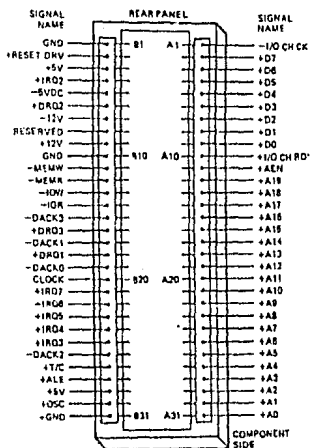 SIGNAL
NAME
GND
+RESET DRV
+5V
+IRQ2
-5VDC
+DRQ2
-12V
RESERVED
+12V
GND
-MEMW
-MEMR
-IOW
-IOR
-DACK3
+DRQ3
-DACK1
+DRQ1
-DACK0
CLOCK
+IRQ7
+IRQ6
+IRQ5
+IRQ4
+IRQ3
-DACK2
+T/C
+ALE
+5V
+OSC
+GND
REAR PANEL
B1 A1
B10 A10
B20 A20
B31 A31
SIGNAL
NAME
-I/O CH CK
+D7
+D6
+D5
+D4
+D3
+D2
+D1
+D0
+I/O CH RDY
+AEN
+A19
+A18
+A17
+A16
+A15
+A14
+A13
+A12
+A11
+A10
+A9
+A8
+A7
+A6
+A5
+A4
+A3
+A2
+A1
+A0
COMPONENT
SIDE